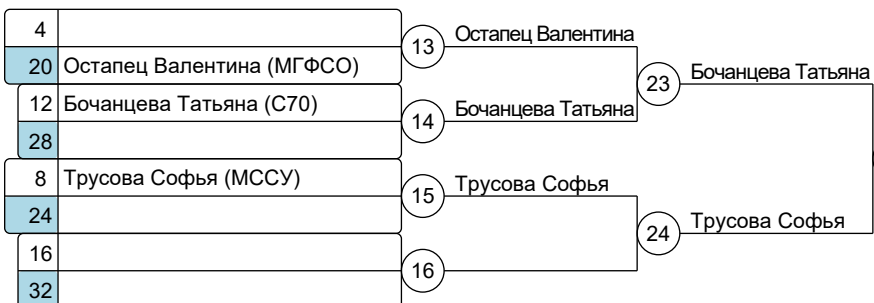 4
20 Остапец Валентина (МГФСО)
13
Остапец Валентина
12 Бочанцева Татьяна (С70)
28
14
Бочанцева Татьяна
23
Бочанцева Татьяна
8 Трусова Софья (МССУ)
24
15
Трусова Софья
16
32
16
24
Трусова Софья